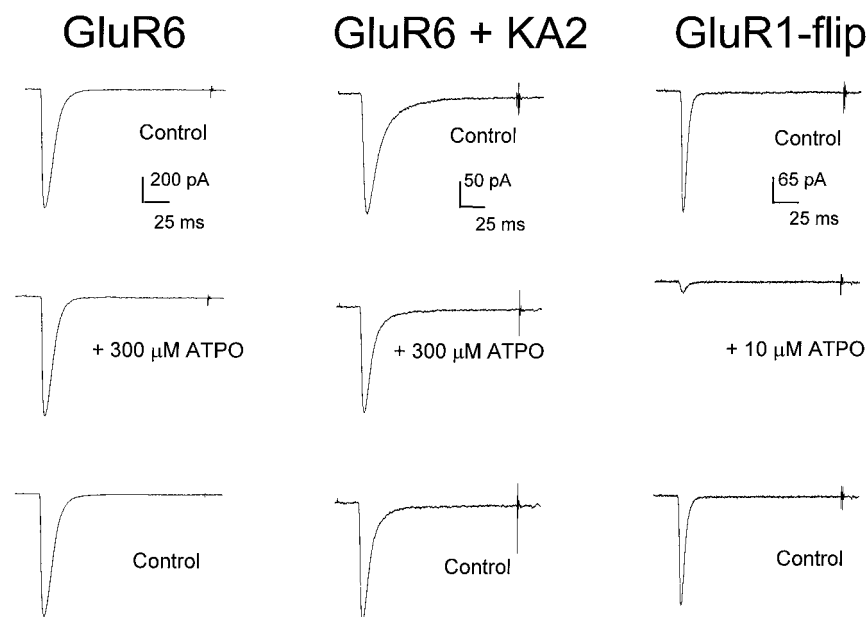 GluR6
GluR6 + KA2
GluR1-flip
Control
Control
Control
200 pA
25 ms
50 pA
25 ms
65 pA
25 ms
+ 300 μM ATPO
+ 300 μM ATPO
+ 10 μM ATPO
Control
Control
Control